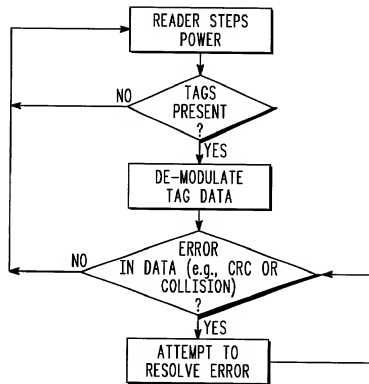 READER STEPS
POWER
NO
TAGS
PRESENT
?
YES
DE-MODULATE
TAG DATA
NO
ERROR
IN DATA (e.g., CRC OR
COLLISION)
?
YES
ATTEMPT TO
RESOLVE ERROR